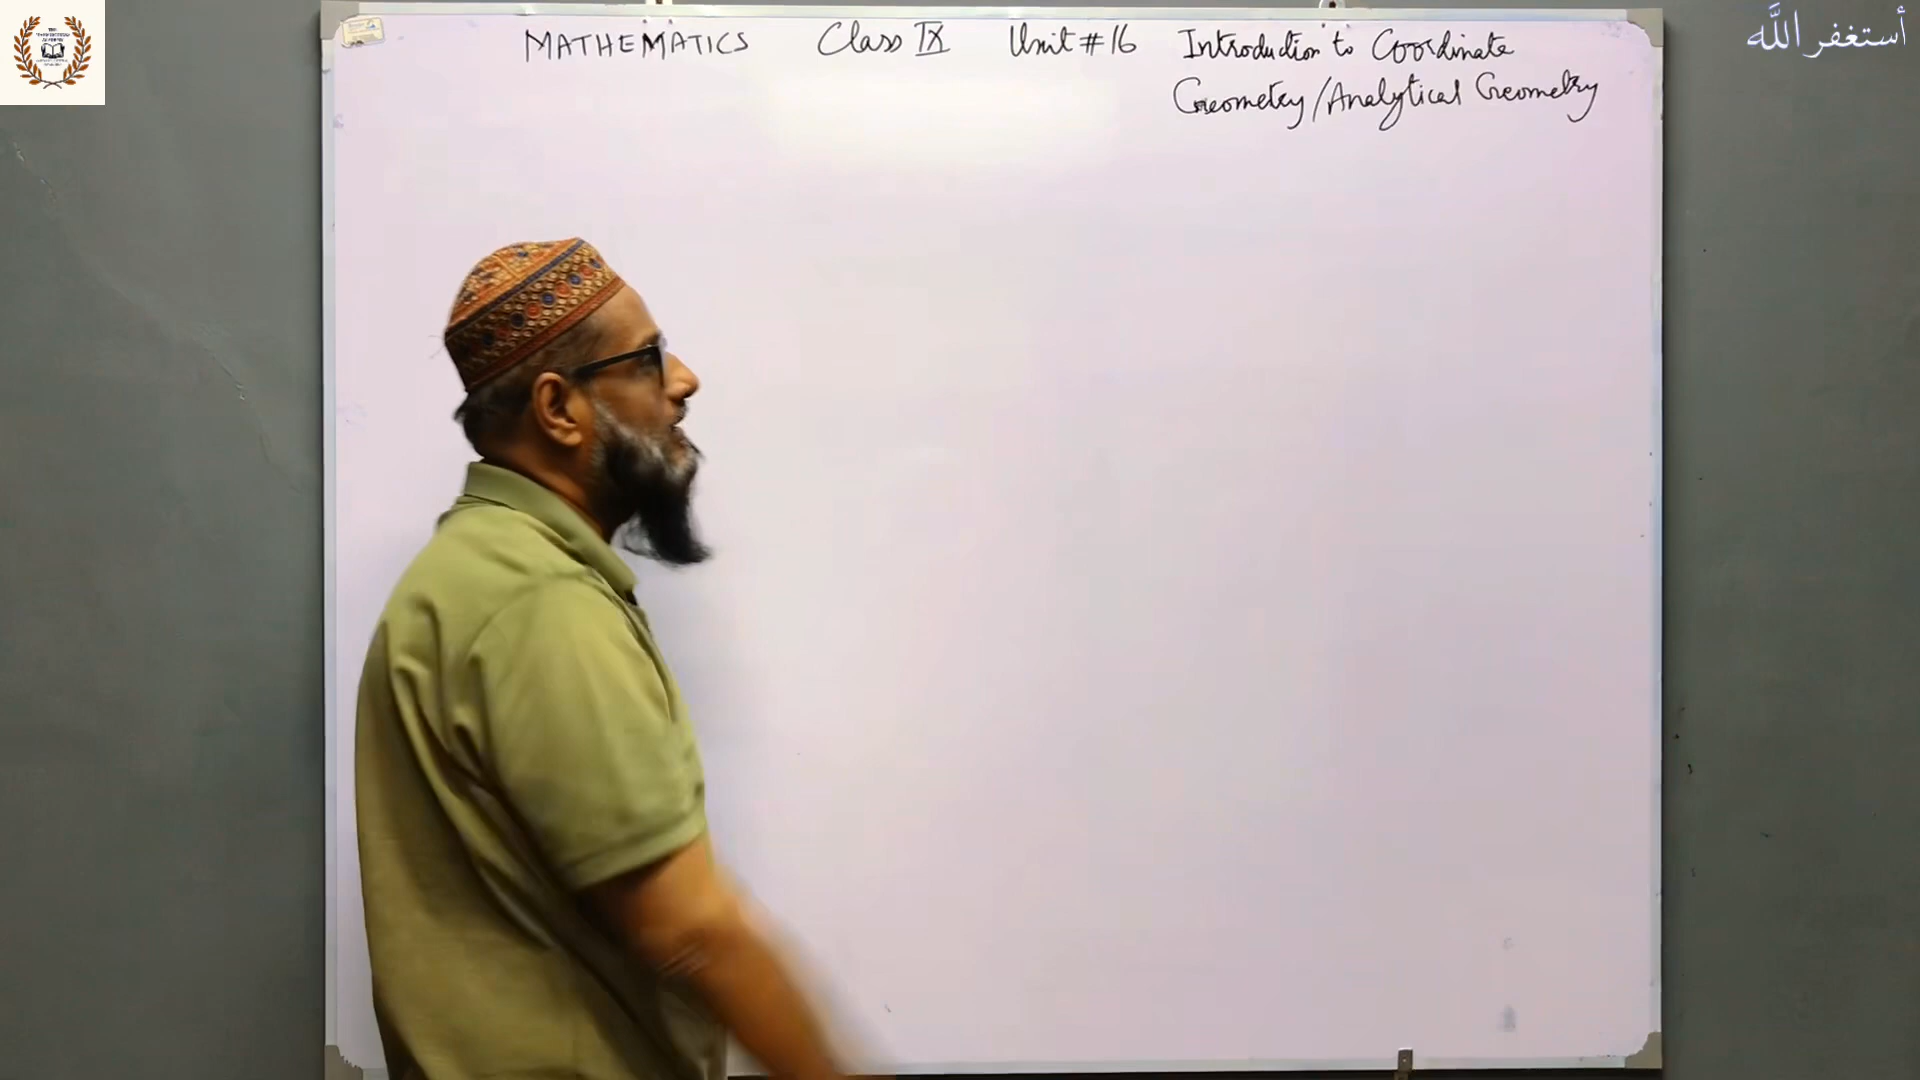 MATHEMATICS Class IX Unit # 16 Introduction to Coordinate
Geometry / Analytical Geometry
أستغفر الله